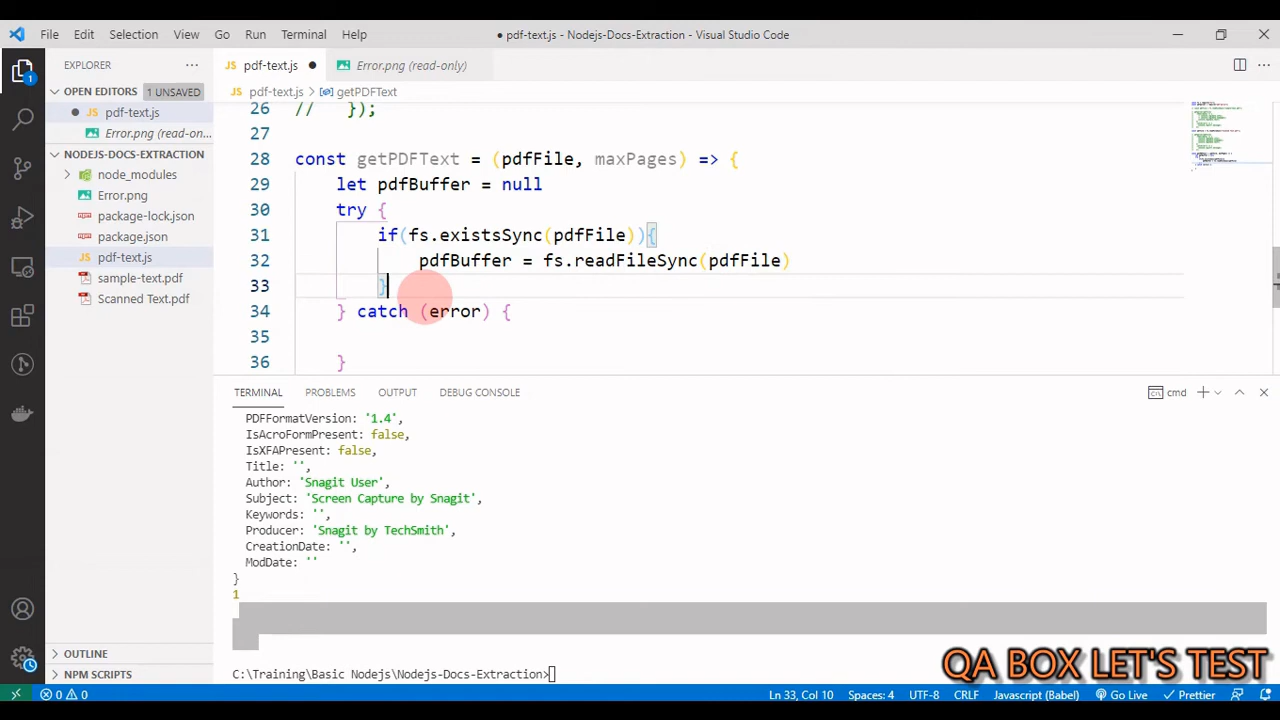 File Edit Selection View Go Run Terminal Help
● pdf-text.js - Nodejs-Docs-Extraction - Visual Studio Code
EXPLORER ···
OPEN EDITORS 1 UNSAVED
JS pdf-text.js
Error.png (read-on...
NODEJS-DOCS-EXTRACTION
node_modules
Error.png
package-lock.json
package.json
JS pdf-text.js
sample-text.pdf
Scanned Text.pdf
OUTLINE
NPM SCRIPTS
1
JS pdf-text.js ●
Error.png (read-only)
JS pdf-text.js > getPDFText
26 // });
27
28 const getPDFText = (pdfFile, maxPages) => {
29 let pdfBuffer = null
30 try {
31 if(fs.existsSync(pdfFile)){
32 pdfBuffer = fs.readFileSync(pdfFile)
33 }
34 } catch (error) {
35
36 }
TERMINAL PROBLEMS OUTPUT DEBUG CONSOLE
cmd
PDFFormatVersion: '1.4',
IsAcroFormPresent: false,
IsXFAPresent: false,
Title: '',
Author: 'Snagit User',
Subject: 'Screen Capture by Snagit',
Keywords: '',
Producer: 'Snagit by TechSmith',
CreationDate: '',
ModDate: ''
}
1
C:\Training\Basic Nodejs\Nodejs-Docs-Extraction>
QA BOX LET'S TEST
0 0
Ln 33, Col 10 Spaces: 4 UTF-8 CRLF Javascript (Babel) Go Live Prettier